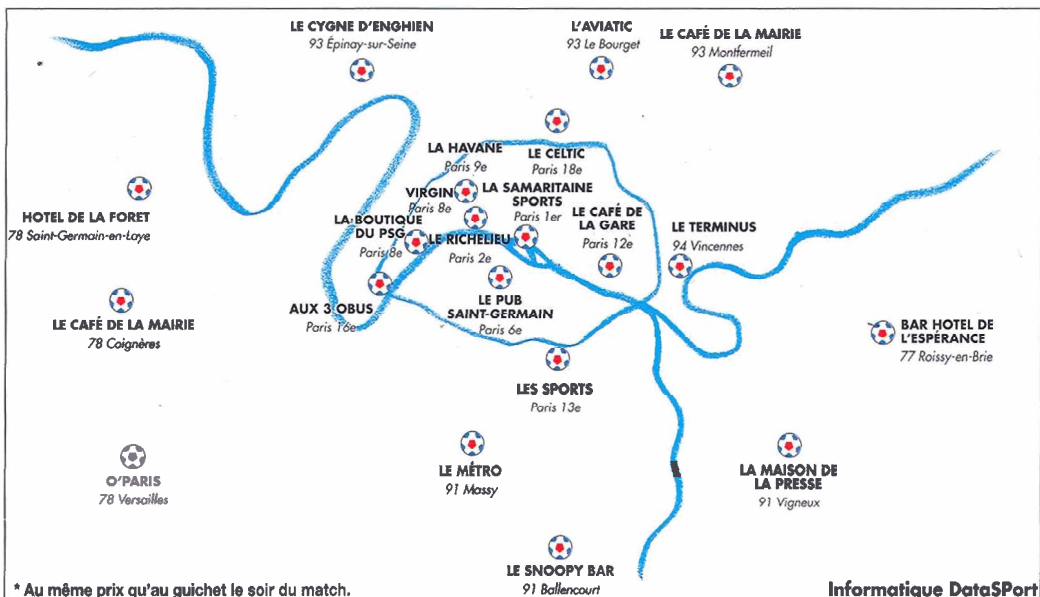 LE CYGNE D'ENGHIEN
93 Épinay-sur-Seine
L'AVIATIC
93 Le Bourget
LE CAFÉ DE LA MAIRIE
93 Montfermeil
LA HAVANE
Paris 9e
LE CELTIC
Paris 18e
VIRGIN
Paris 8e
LA SAMARITAINE
SPORTS
Paris 1er
HOTEL DE LA FORET
78 Saint-Germain-en-Laye
LA BOUTIQUE
DU PSG
Paris 8e
LE RICHELIEU
Paris 2e
LE CAFÉ DE
LA GARE
Paris 12e
LE TERMINUS
94 Vincennes
AUX 3 OBUS
Paris 16e
LE PUB
SAINT-GERMAIN
Paris 6e
LE CAFÉ DE LA MAIRIE
78 Coignères
BAR HOTEL DE
L'ESPÉRANCE
77 Roissy-en-Brie
LES SPORTS
Paris 13e
O'PARIS
78 Versailles
LE MÉTRO
91 Massy
LA MAISON DE
LA PRESSE
91 Vigneux
LE SNOOPY BAR
91 Ballencourt
* Au même prix qu'au guichet le soir du match.
Informatique DataSPort